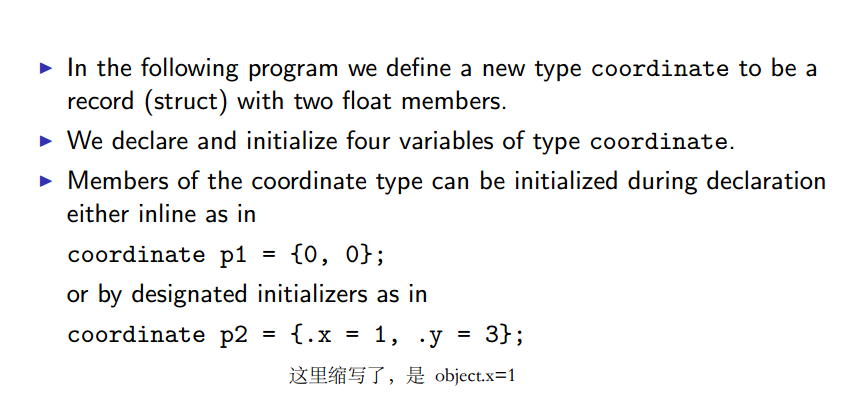 ▶ In the following program we define a new type coordinate to be a
record (struct) with two float members.
▶ We declare and initialize four variables of type coordinate.
▶ Members of the coordinate type can be initialized during declaration
either inline as in
coordinate p1 = {0, 0};
or by designated initializers as in
coordinate p2 = {.x = 1, .y = 3};
这里缩写了，是 object.x=1